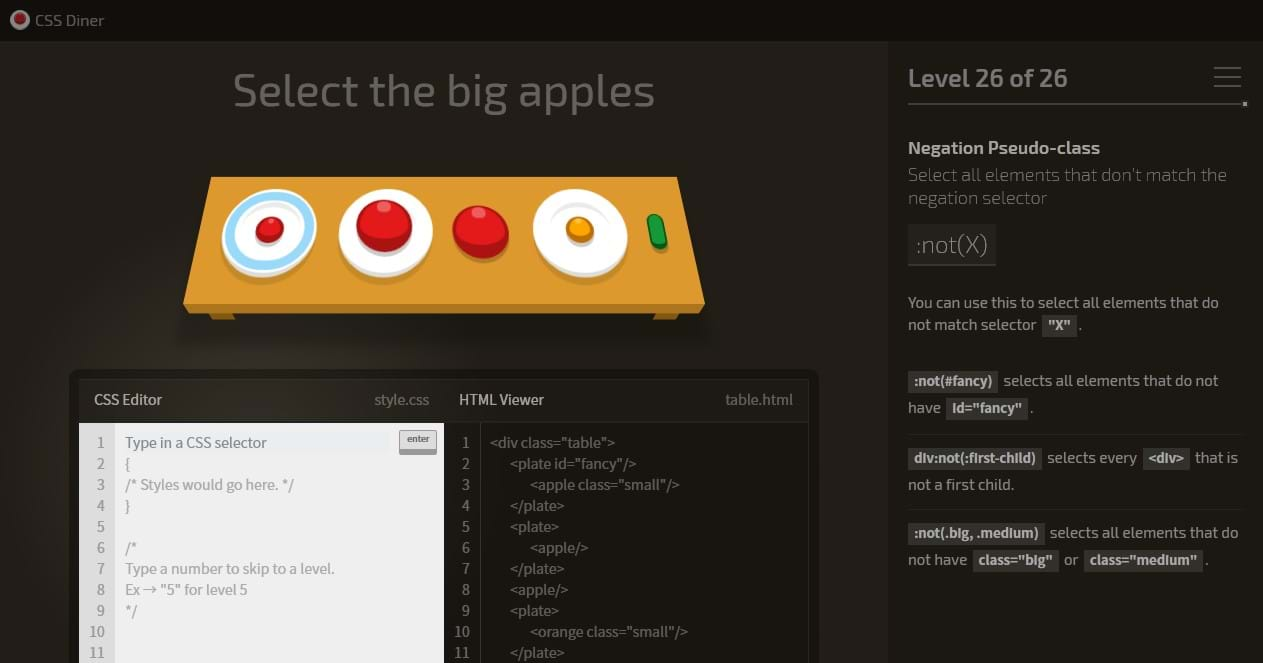 CSS Diner
Select the big apples
CSS Editor style.css
HTML Viewer table.html
1 Type in a CSS selector enter
2 {
3 /* Styles would go here. */
4 }
5
6 /*
7 Type a number to skip to a level.
8 Ex → "5" for level 5
9 */
10
11
1 <div class="table">
2 <plate id="fancy"/>
3 <apple class="small"/>
4 </plate>
5 <plate>
6 <apple/>
7 </plate>
8 <apple/>
9 <plate>
10 <orange class="small"/>
11 </plate>
Level 26 of 26
Negation Pseudo-class
Select all elements that don't match the
negation selector
:not(X)
You can use this to select all elements that do
not match selector "X" .
:not(#fancy) selects all elements that do not
have id="fancy" .
div:not(:first-child) selects every <div> that is
not a first child.
:not(.big, .medium) selects all elements that do
not have class="big" or class="medium" .